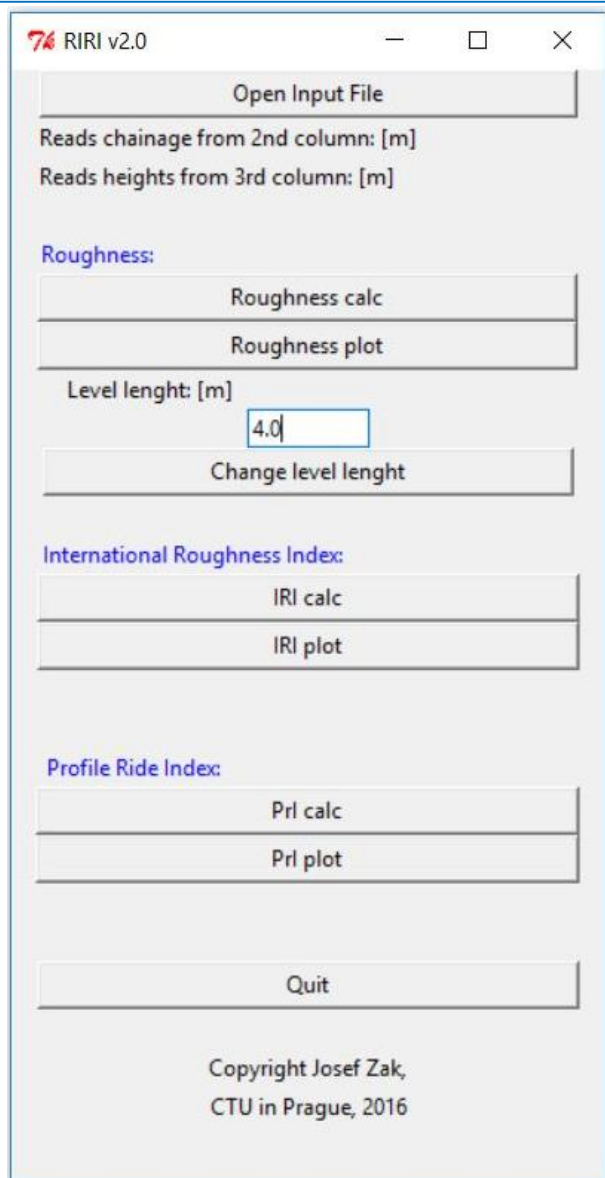 RIRI v2.0
Open Input File
Reads chainage from 2nd column: [m]
Reads heights from 3rd column: [m]
Roughness:
Roughness calc
Roughness plot
Level lenght: [m]
4.0
Change level lenght
International Roughness Index:
IRI calc
IRI plot
Profile Ride Index:
PrI calc
PrI plot
Quit
Copyright Josef Zak,
CTU in Prague, 2016